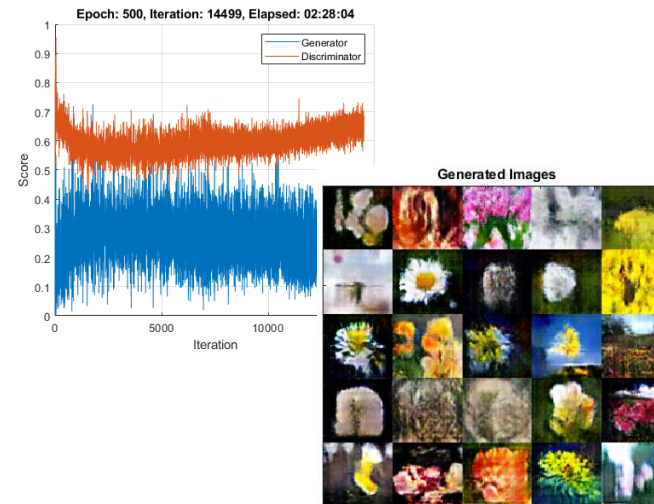 Epoch: 500, Iteration: 14499, Elapsed: 02:28:04
1
0.9
0.8
0.7
0.6
0.5
0.4
0.3
0.2
0.1
0
Score
Generator
Discriminator
0
5000
10000
Iteration
Generated Images